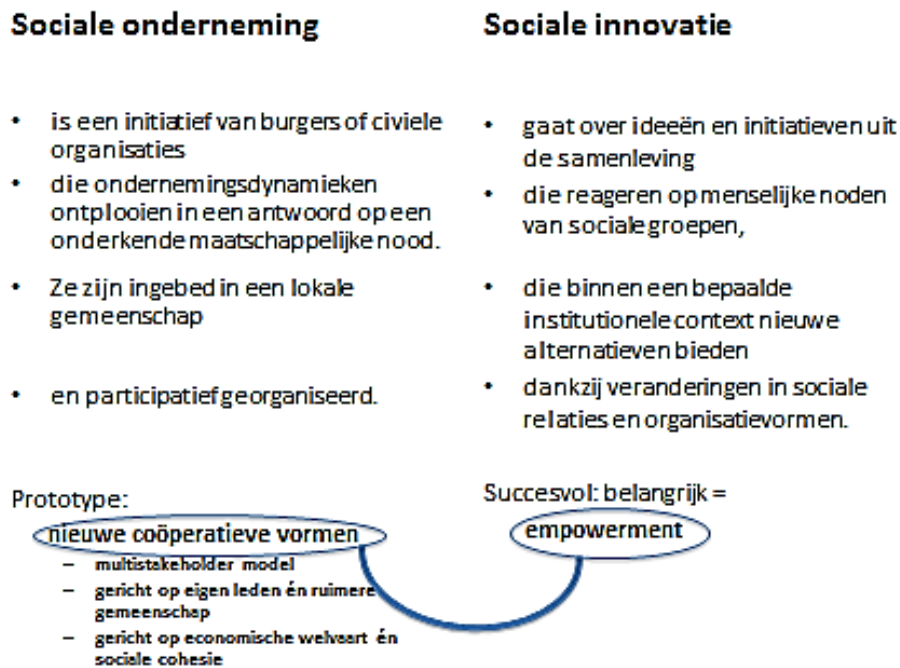 Sociale onderneming
• is een initiatief van burgers of civiele
organisaties
• die ondernemingsdynamieken
ontplooien in een antwoord op een
onderkende maatschappelijke nood.
• Ze zijn ingebed in een lokale
gemeenschap
• en participatief georganiseerd.
Prototype:
nieuwe coöperatieve vormen
– multistakeholder model
– gericht op eigen leden én ruimere
gemeenschap
– gericht op economische welvaart én
sociale cohesie
Sociale innovatie
• gaat over ideeën en initiatieven uit
de samenleving
• die reageren op menselijke noden
van sociale groepen,
• die binnen een bepaalde
institutionele context nieuwe
alternatieven bieden
• dankzij veranderingen in sociale
relaties en organisatievormen.
Succesvol: belangrijk =
empowerment